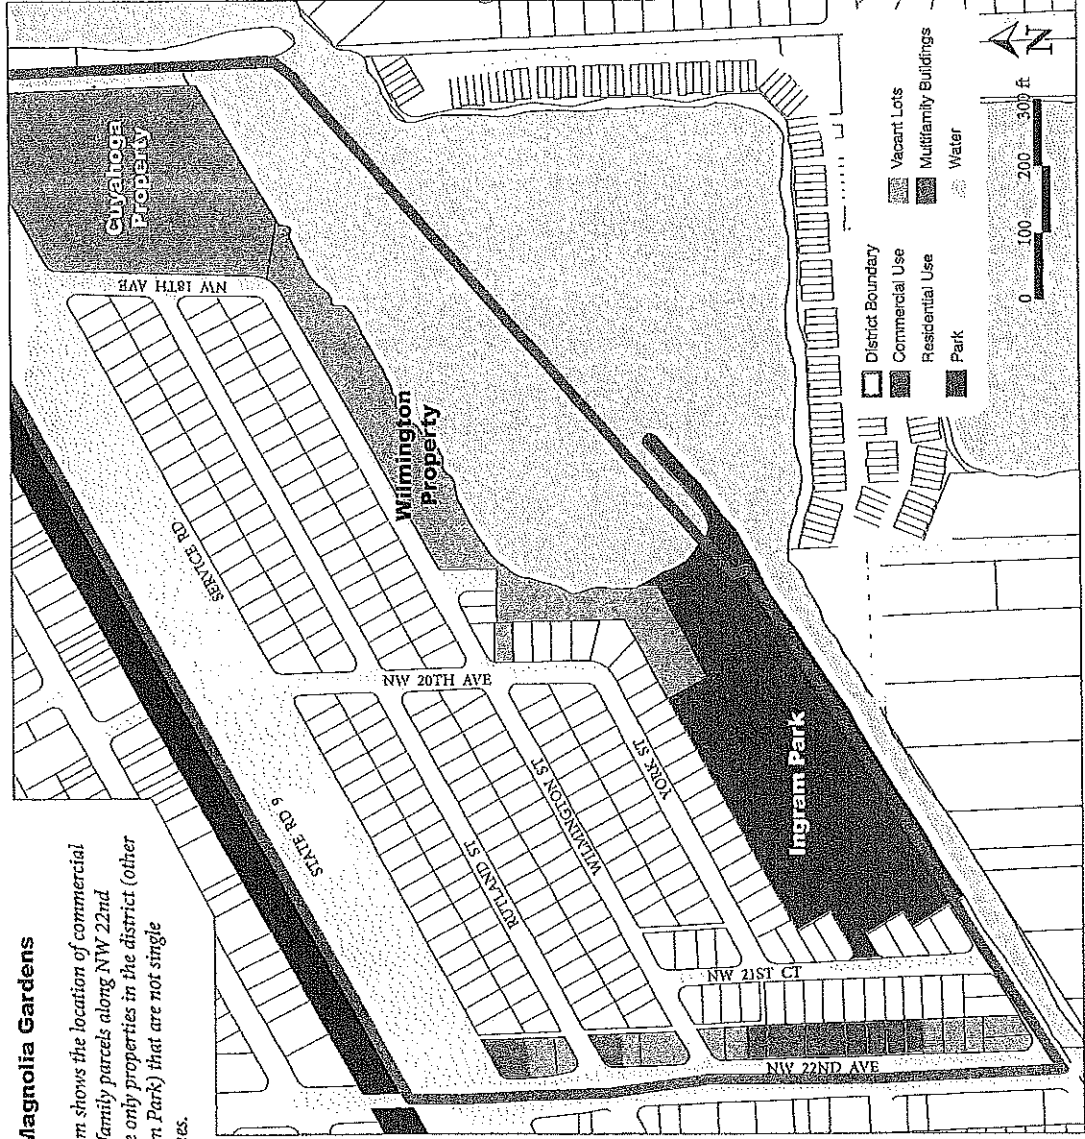 Magnolia Gardens
m shows the location of commercial
family parcels along NW 22nd
e only properties in the district (other
n Park) that are not single
es.
Cuyahoga
Property
NW 18TH AVE
Wilmington
Property
SERVICE RD
STATE RD 9
NW 20TH AVE
RUTLAND ST
WILMINGTON ST
YORK ST
Ingram Park
NW 21ST CT
NW 22ND AVE
District Boundary
Commercial Use
Residential Use
Park
Vacant Lots
Multifamily Buildings
Water
0 100 200 300 ft
N